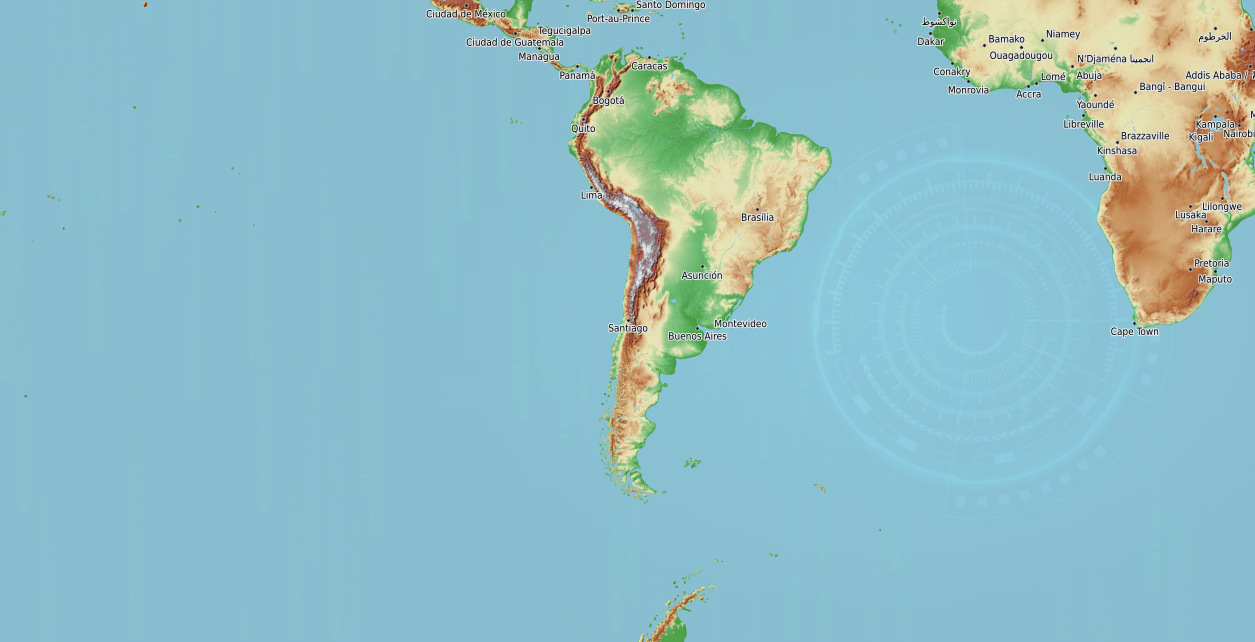 Santo Domingo
Ciudad de México
Port-au-Prince
نواكشوط
Tegucigalpa
Niamey
الخرطوم
Bamako
Dakar
Ciudad de Guatemala
Ouagadougou
Managua
N'Djaména انجمينا
Caracas
Conakry
Panamá
Lomé
Abuja
Addis Ababa /
Bangî - Bangui
Monrovia
Accra
Bogotá
Yaoundé
Libreville
Kampala
Quito
Brazzaville
Kigali
Nairobi
Kinshasa
Luanda
Lima
Lilongwe
Lusaka
Brasília
Harare
Pretoria
Asunción
Maputo
Montevideo
Santiago
Cape Town
Buenos Aires